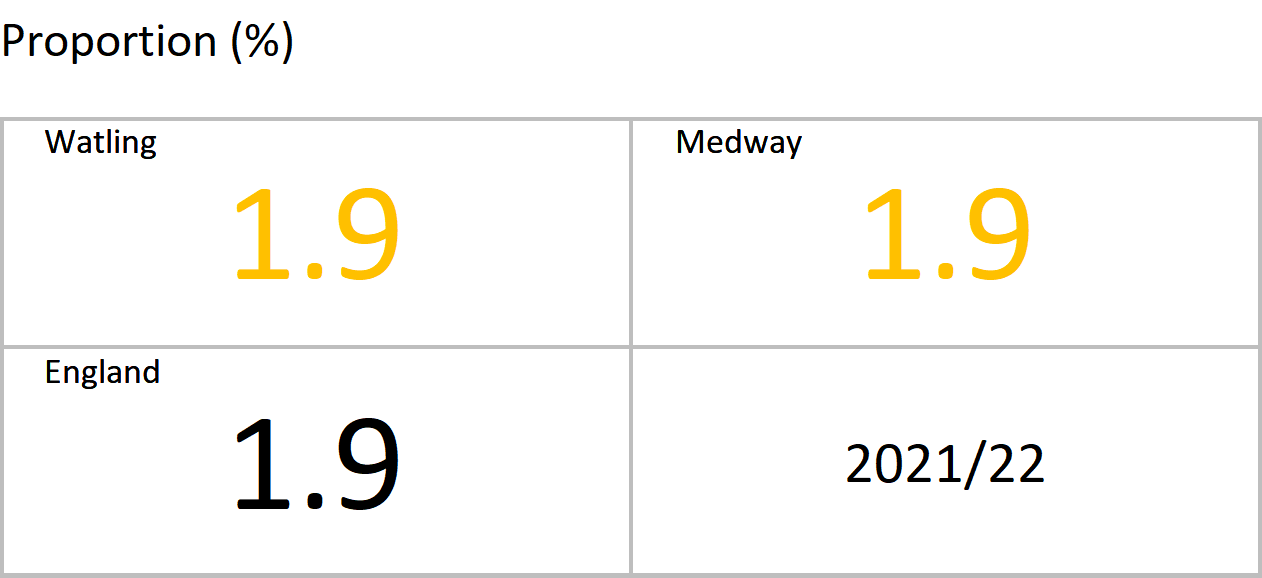 Proportion (%)
Watling
1.9
Medway
1.9
England
1.9
2021/22